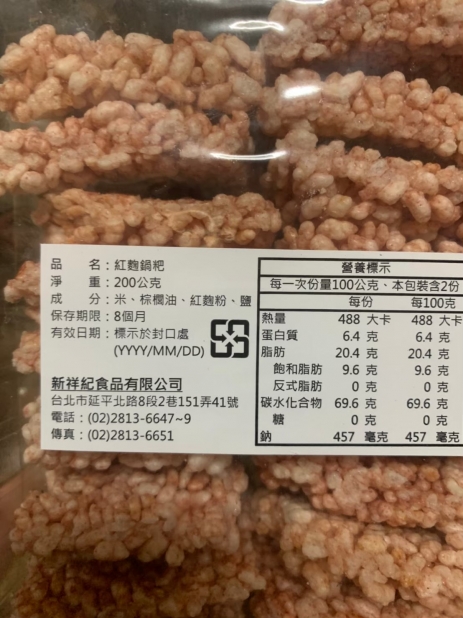 品　　名：紅麴鍋粑
淨　　重：200公克
成　　分：米、棕櫚油、紅麴粉、鹽
保存期限：8個月
有效日期：標示於封口處
(YYYY/MM/DD)
新祥紀食品有限公司
台北市延平北路8段2巷151弄41號
電話：(02)2813-6647~9
傳真：(02)2813-6651
營養標示
每一次份量100公克、本包裝含2份
每份 每100克
熱量 488 大卡 488 大卡
蛋白質 6.4 克 6.4 克
脂肪 20.4 克 20.4 克
飽和脂肪 9.6 克 9.6 克
反式脂肪 0 克 0 克
碳水化合物 69.6 克 69.6 克
糖 0 克 0 克
鈉 457 毫克 457 毫克